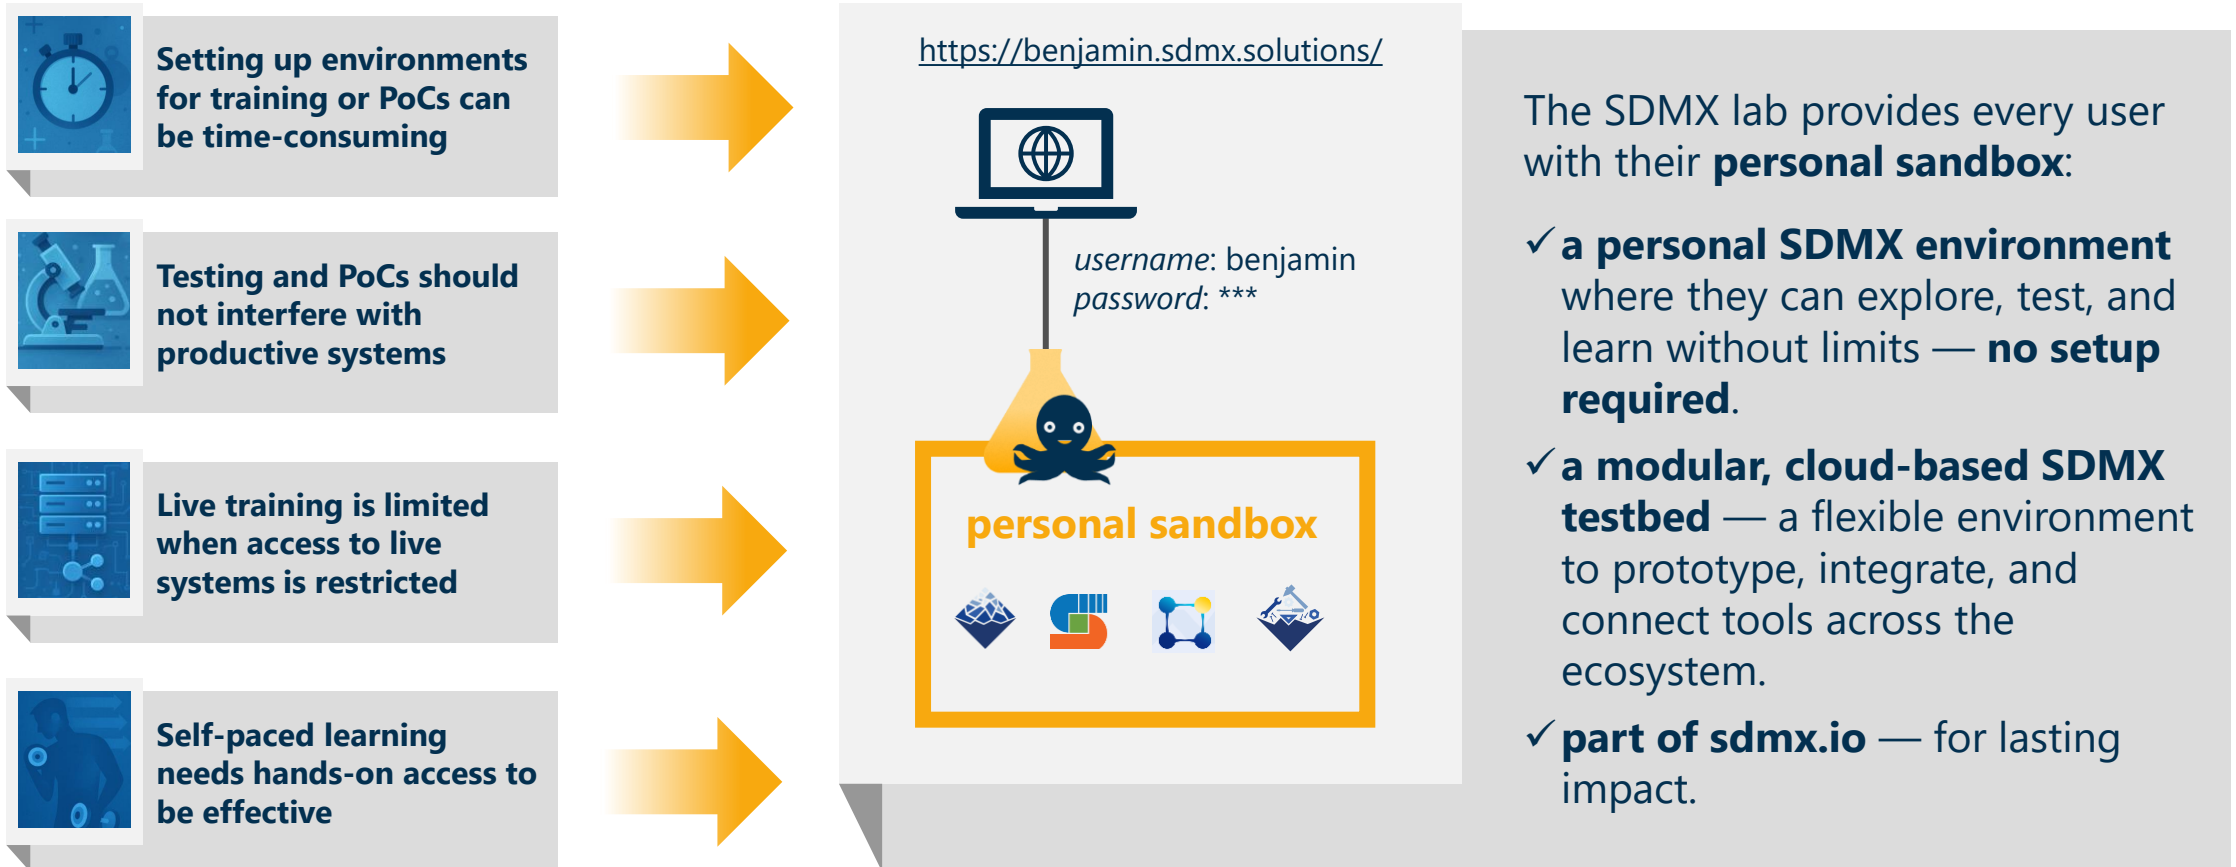 Setting up environments
for training or PoCs can
be time-consuming
Testing and PoCs should
not interfere with
productive systems
Live training is limited
when access to live
systems is restricted
Self-paced learning
needs hands-on access to
be effective
https://benjamin.sdmx.solutions/
username: benjamin
password: ***
personal sandbox
The SDMX lab provides every user
with their personal sandbox:
✓ a personal SDMX environment
where they can explore, test, and
learn without limits — no setup
required.
✓ a modular, cloud-based SDMX
testbed — a flexible environment
to prototype, integrate, and
connect tools across the
ecosystem.
✓ part of sdmx.io — for lasting
impact.